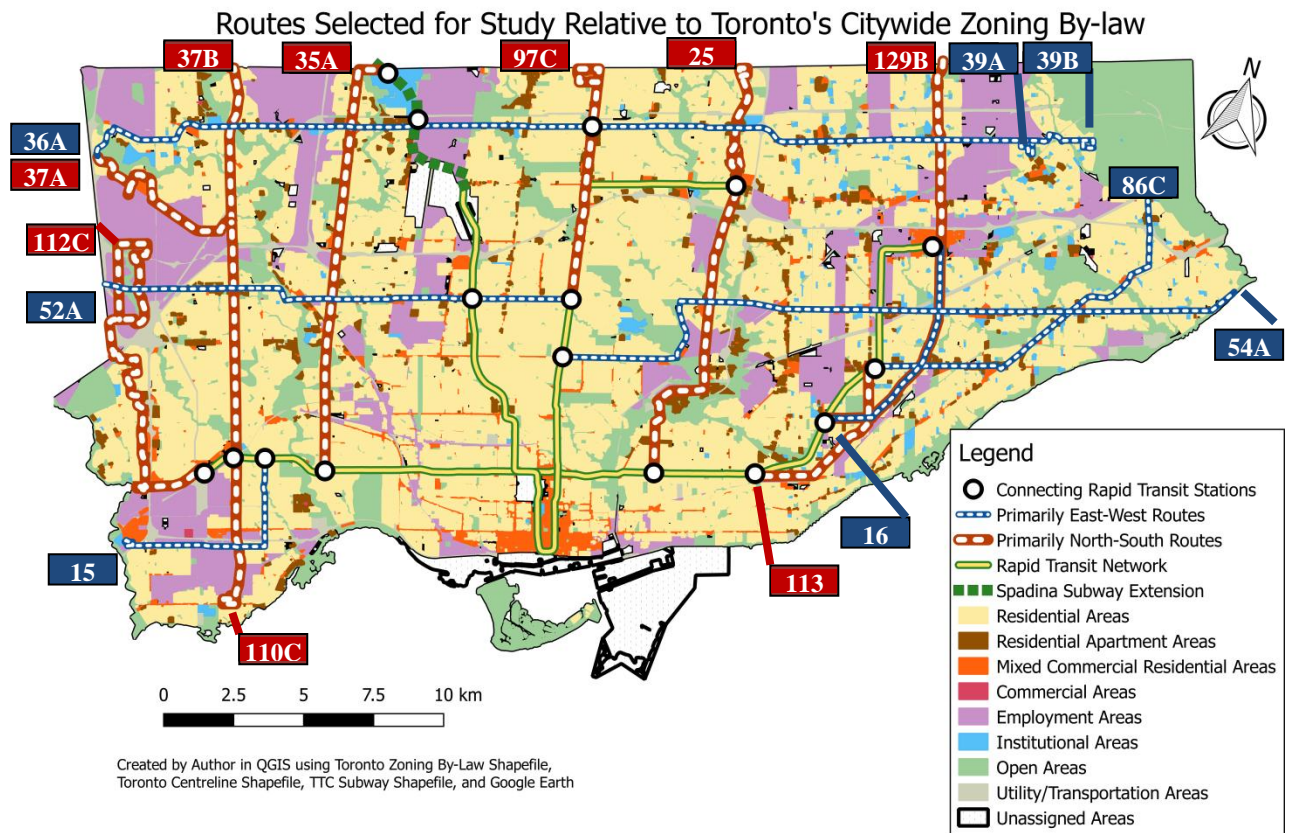 Routes Selected for Study Relative to Toronto's Citywide Zoning By-law
37B
35A
97C
25
129B
39A
39B
N
36A
37A
86C
112C
52A
54A
15
16
113
110C
0 2.5 5 7.5 10 km
Created by Author in QGIS using Toronto Zoning By-Law Shapefile,
Toronto Centreline Shapefile, TTC Subway Shapefile, and Google Earth
Legend
Connecting Rapid Transit Stations
Primarily East-West Routes
Primarily North-South Routes
Rapid Transit Network
Spadina Subway Extension
Residential Areas
Residential Apartment Areas
Mixed Commercial Residential Areas
Commercial Areas
Employment Areas
Institutional Areas
Open Areas
Utility/Transportation Areas
Unassigned Areas